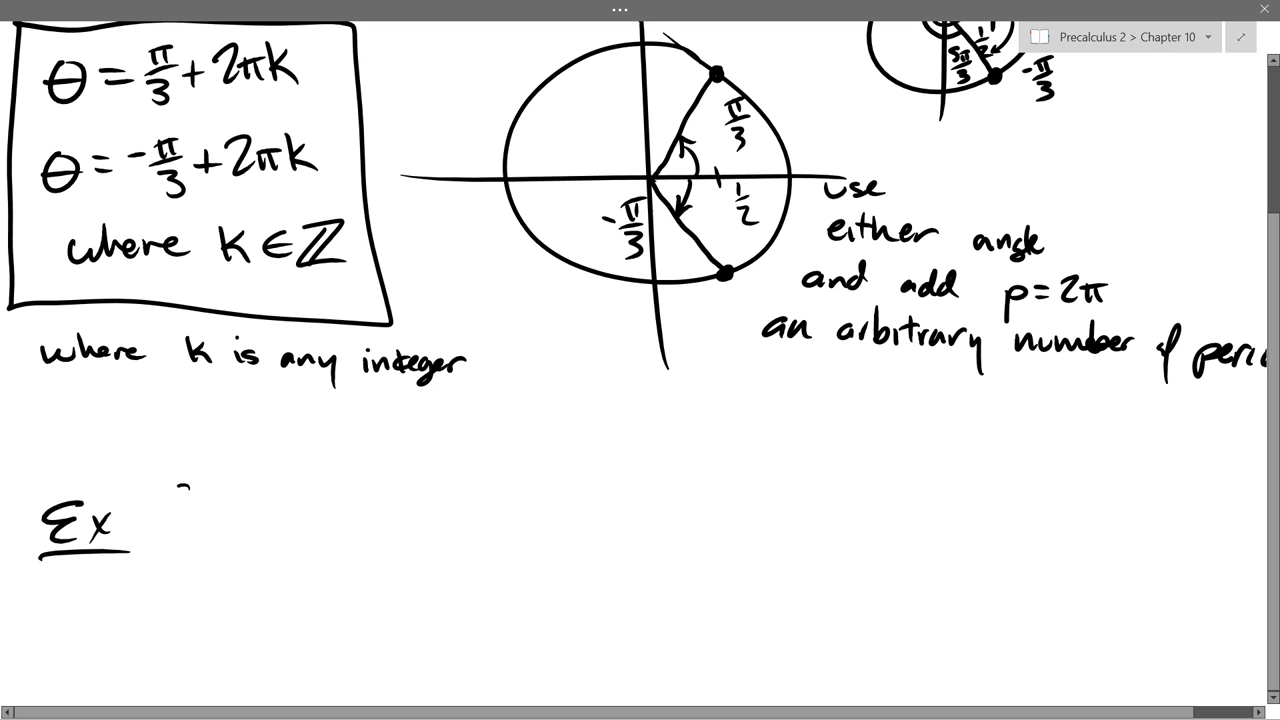 Precalculus 2 > Chapter 10
θ = π/3 + 2πk
θ = -π/3 + 2πk
where k ∈ ℤ
where k is any integer
π/3
-π/3
1/2
5π/3
1/2
-π/3
use
either angle
and add p = 2π
an arbitrary number of peri
Ex